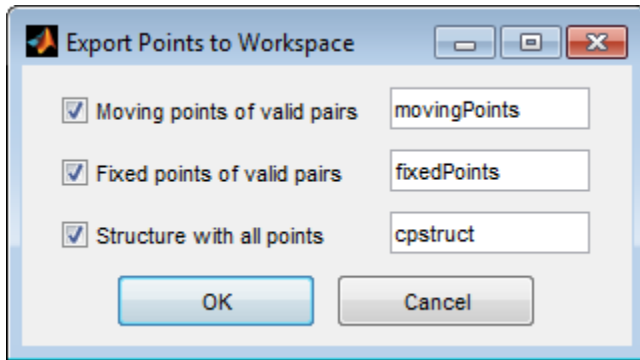 Export Points to Workspace
Moving points of valid pairs movingPoints
Fixed points of valid pairs fixedPoints
Structure with all points cpstruct
OK Cancel